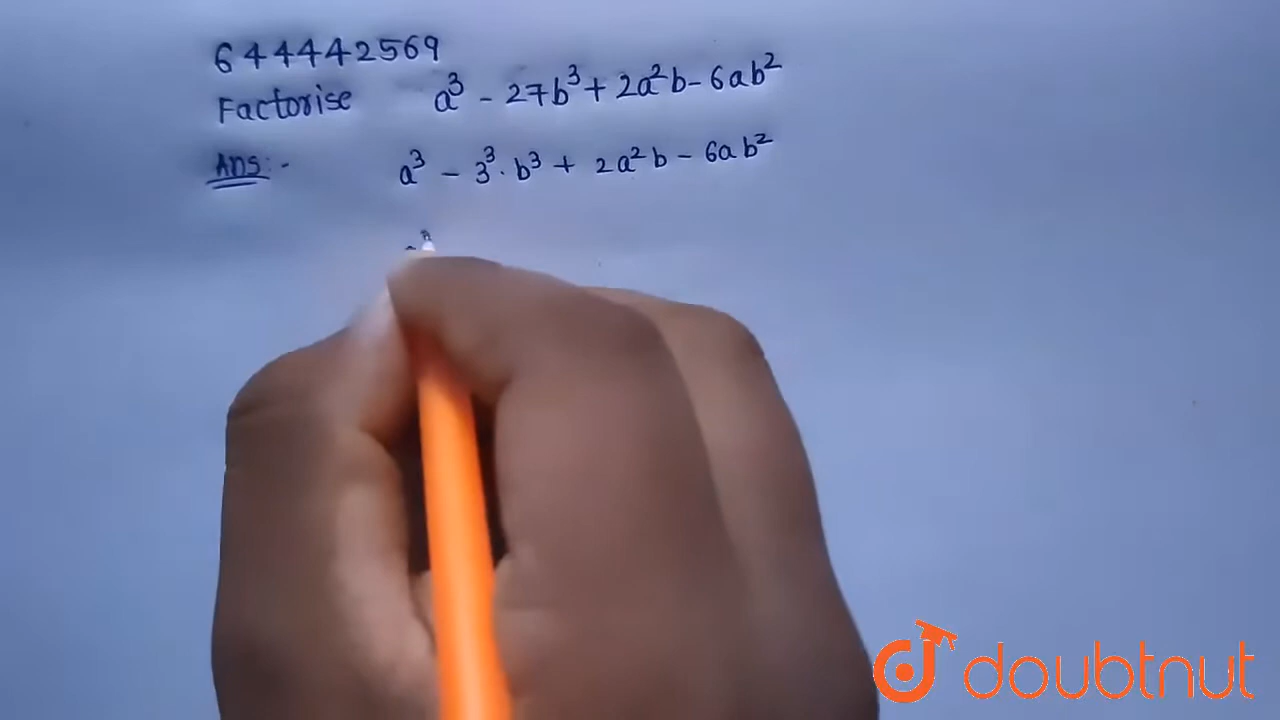 644442569
Factorise a³ - 27b³ + 2a²b - 6ab²
Ans:- a³ - 3³·b³ + 2a²b - 6ab²
doubtnut